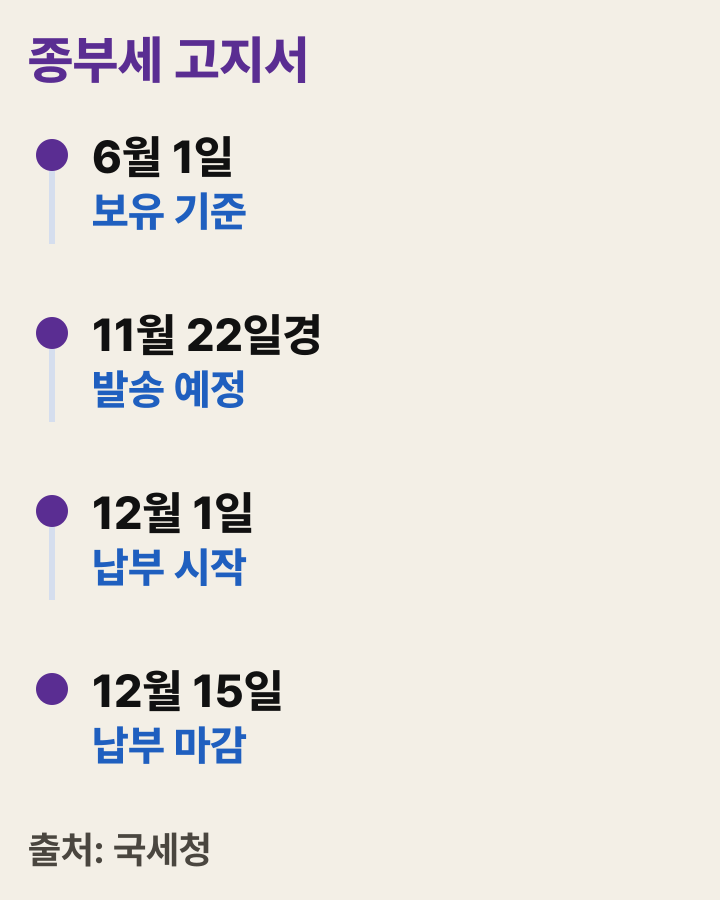 종부세 고지서
6월 1일
보유 기준
11월 22일경
발송 예정
12월 1일
납부 시작
12월 15일
납부 마감
출처: 국세청